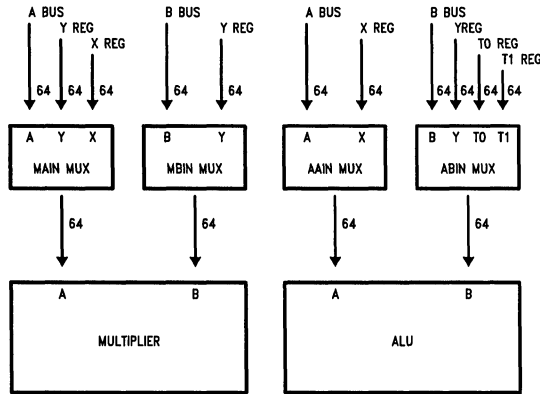 A BUS B BUS A BUS B BUS
Y REG Y REG X REG YREG
X REG T0 REG
T1 REG
64 64 64 64 64 64 64 64 64 64 64
A Y X B Y A X B Y T0 T1
MAIN MUX MBIN MUX AAIN MUX ABIN MUX
64 64 64 64
A B A B
MULTIPLIER ALU